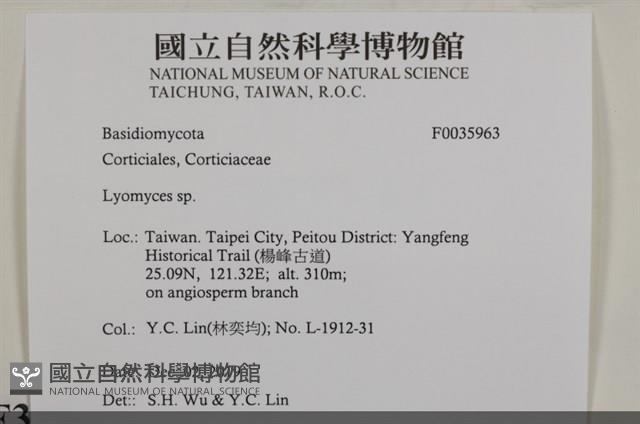 國立自然科學博物館
NATIONAL MUSEUM OF NATURAL SCIENCE
TAICHUNG, TAIWAN, R.O.C.
Basidiomycota F0035963
Corticiales, Corticiaceae
Lyomyces sp.
Loc.: Taiwan. Taipei City, Peitou District: Yangfeng
Historical Trail (楊峰古道)
25.09N, 121.32E; alt. 310m;
on angiosperm branch
Col.: Y.C. Lin(林奕均); No. L-1912-31
國立自然科學博物館
NATIONAL MUSEUM OF NATURAL SCIENCE
Det:: S.H. Wu & Y.C. Lin